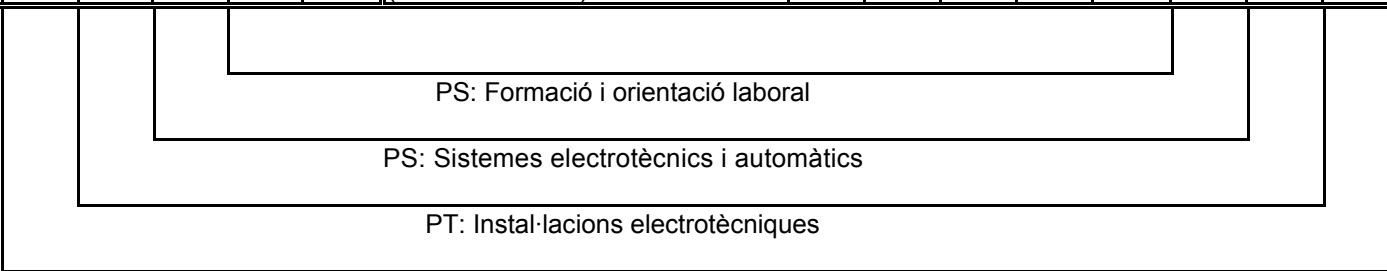 PS: Formació i orientació laboral
PS: Sistemes electrotècnics i automàtics
PT: Instal·lacions electrotècniques